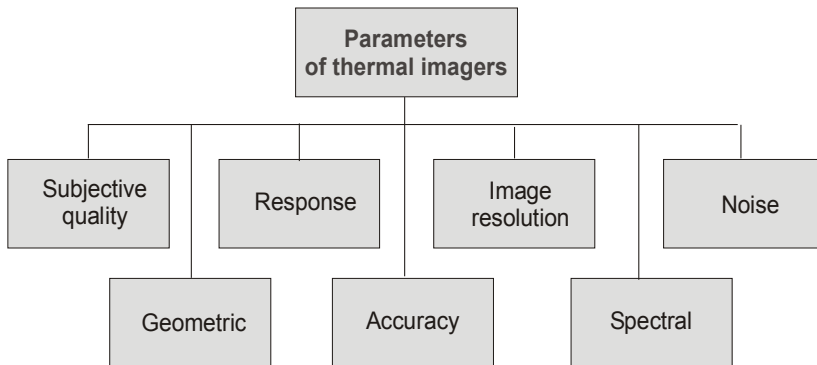 Parameters
of thermal imagers
Subjective
quality
Response
Image
resolution
Noise
Geometric
Accuracy
Spectral